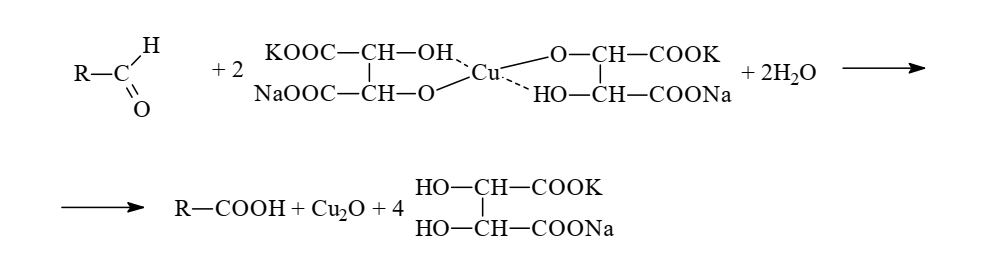 H
KOOC—CH—OH O—CH—COOK
R—C + 2 Cu + 2H₂O
NaOOC—CH—O HO—CH—COONa
O
HO—CH—COOK
R—COOH + Cu₂O + 4
HO—CH—COONa